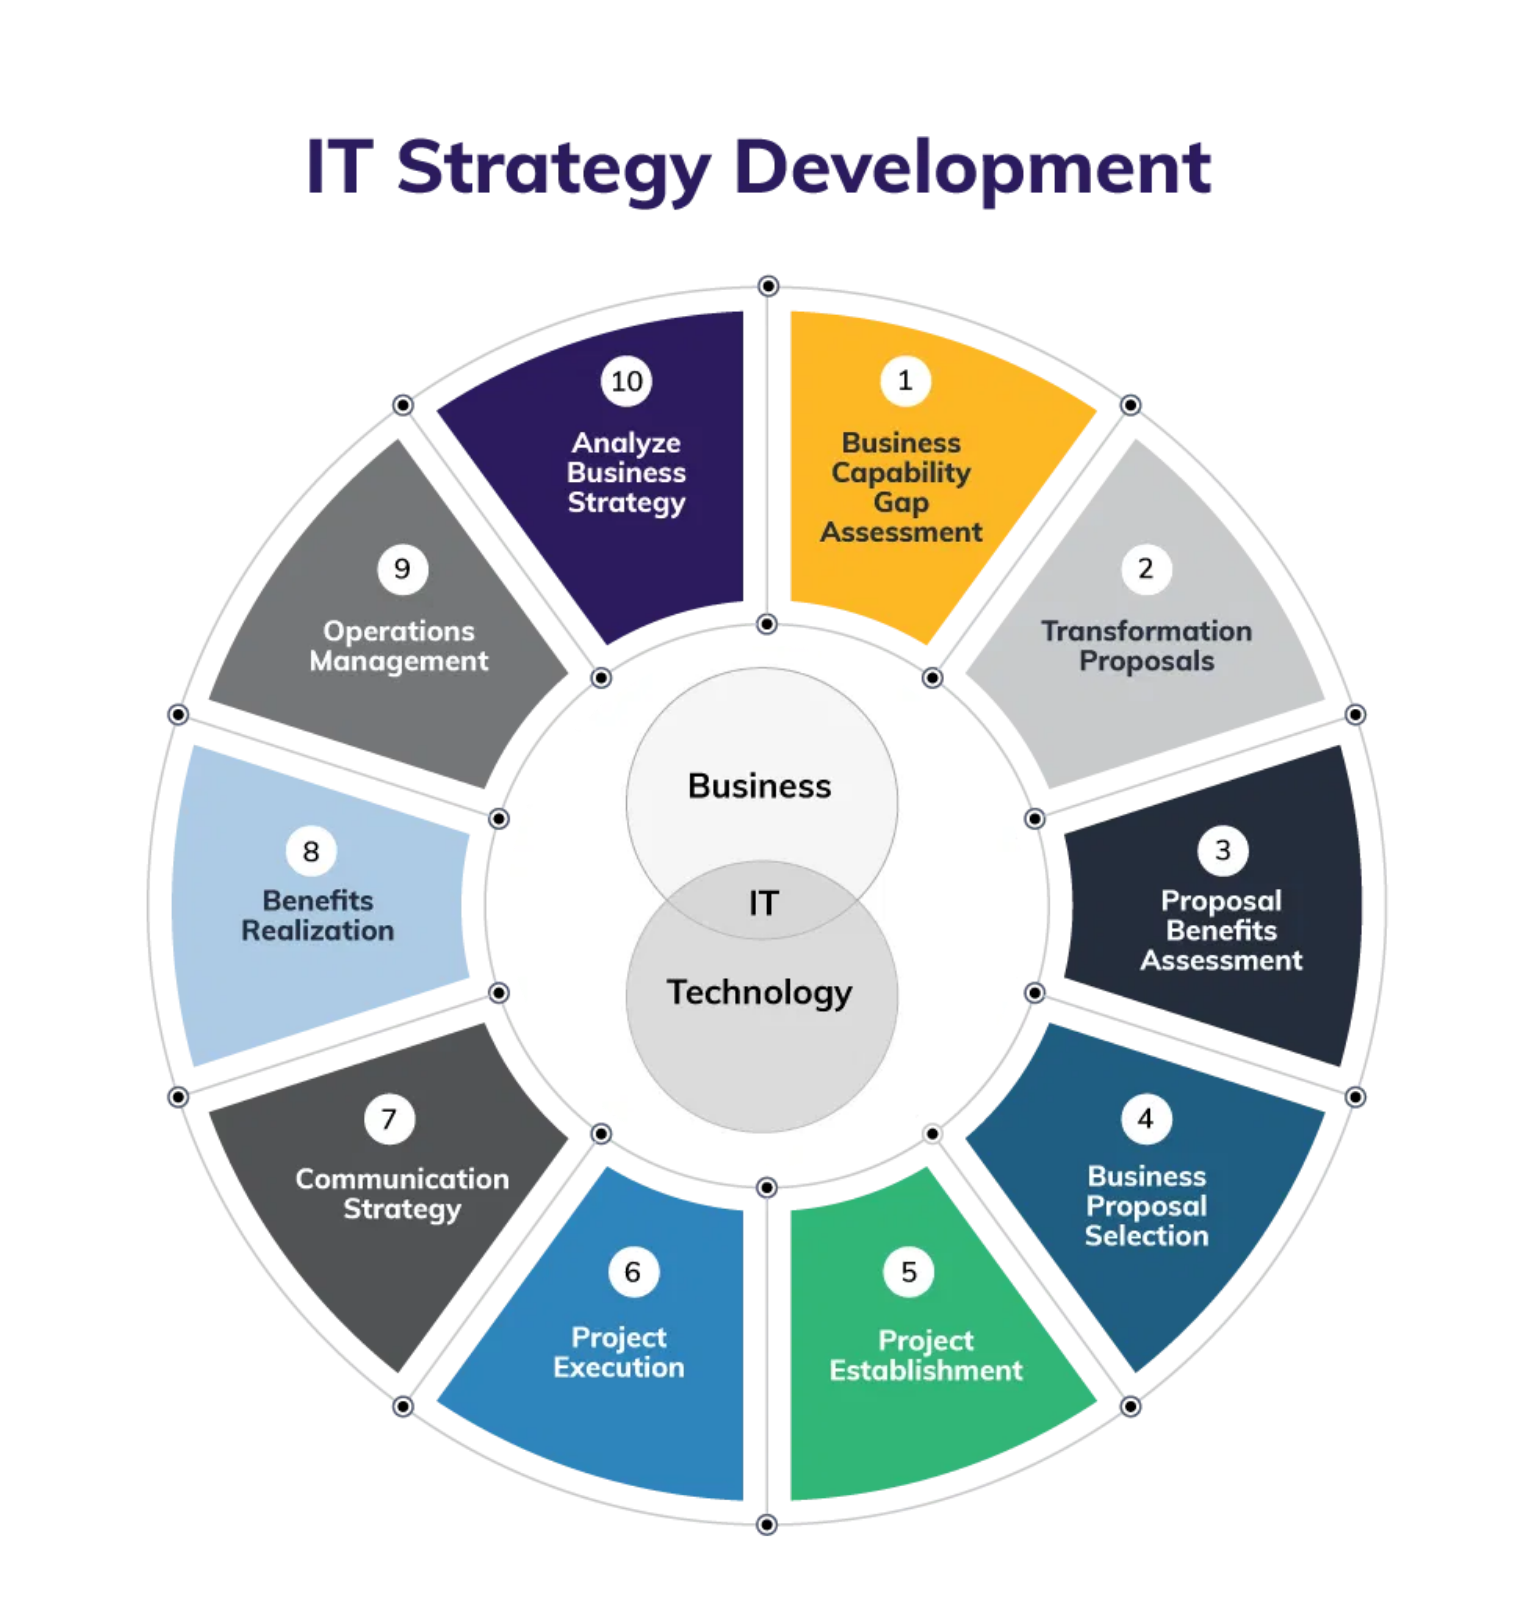 IT Strategy Development
10
Analyze
Business
Strategy
1
Business
Capability
Gap
Assessment
2
Transformation
Proposals
3
Proposal
Benefits
Assessment
4
Business
Proposal
Selection
5
Project
Establishment
6
Project
Execution
7
Communication
Strategy
8
Benefits
Realization
9
Operations
Management
Business
IT
Technology